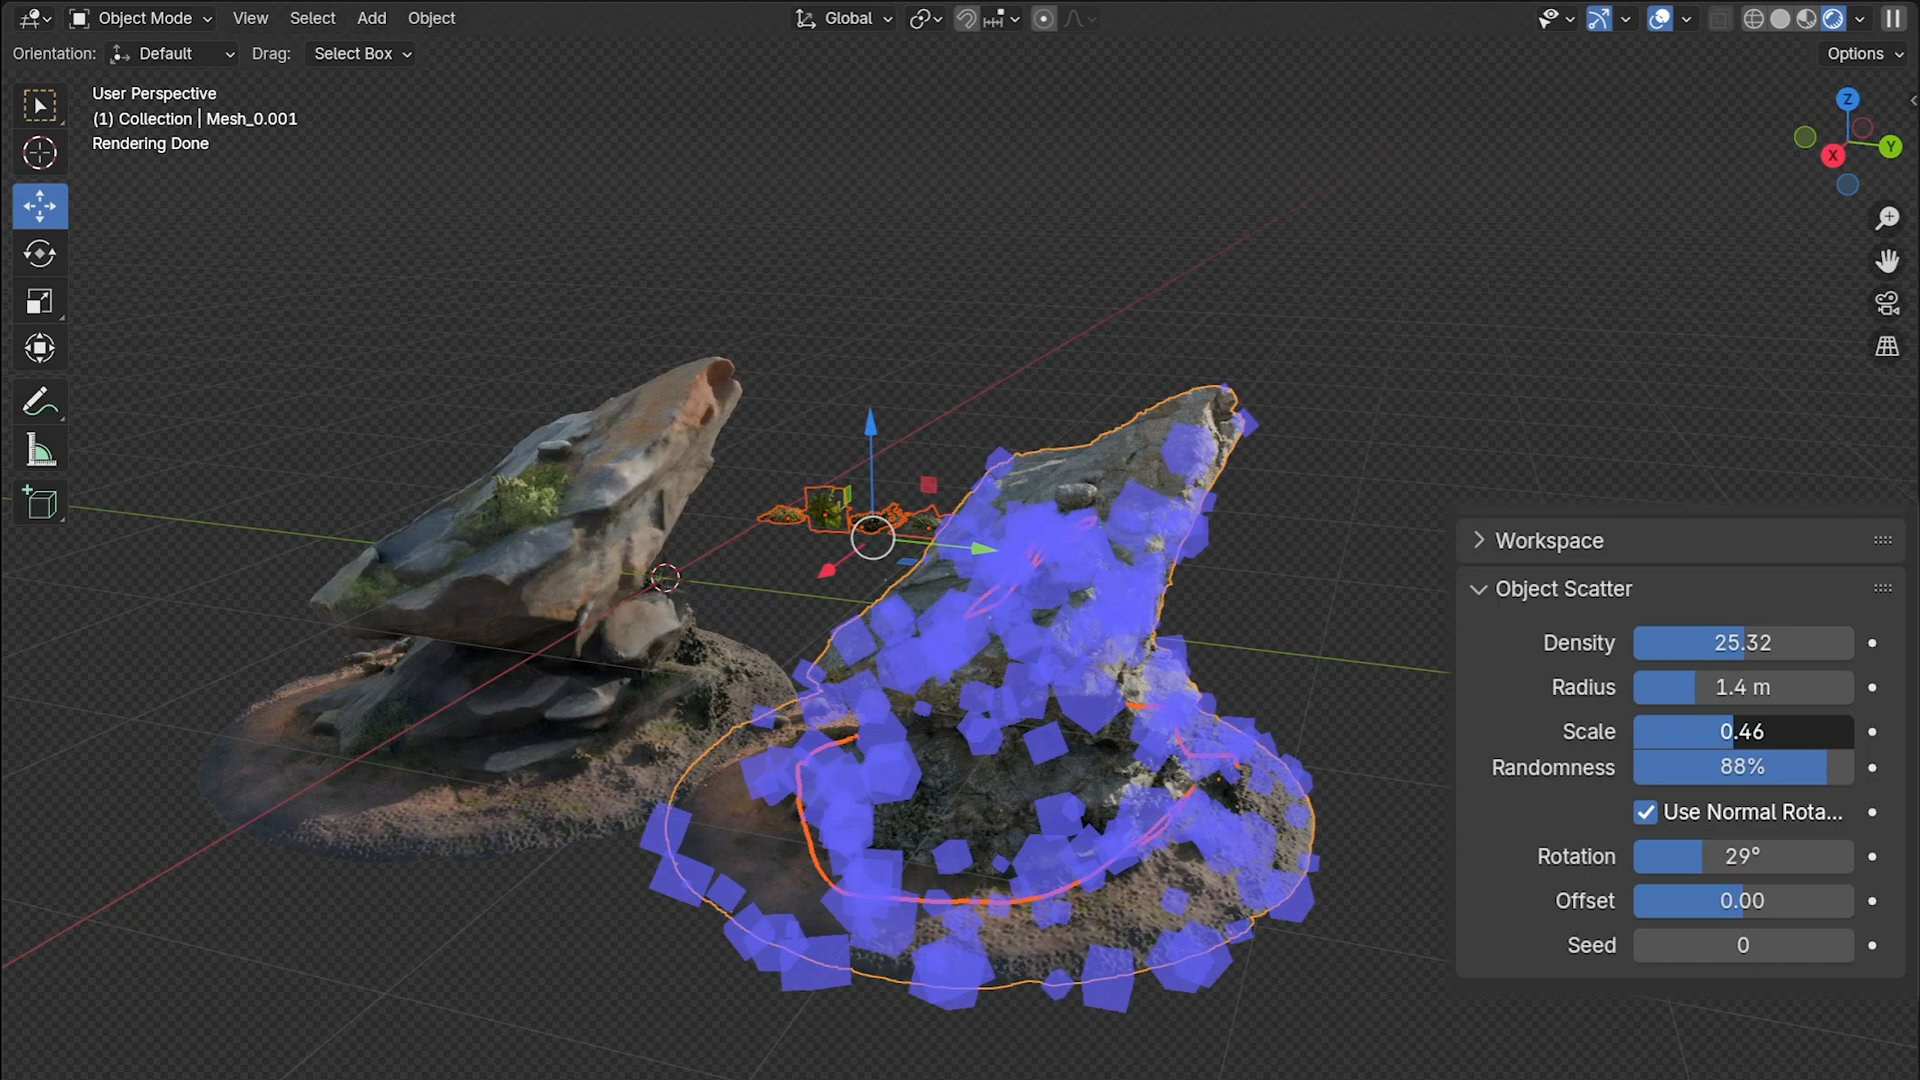 Object Mode View Select Add Object Global
Orientation: Default Drag: Select Box Options
User Perspective
(1) Collection | Mesh_0.001
Rendering Done
Z
Y
X
Workspace
Object Scatter
Density 25.32
Radius 1.4 m
Scale 0.46
Randomness 88%
Use Normal Rota...
Rotation 29°
Offset 0.00
Seed 0